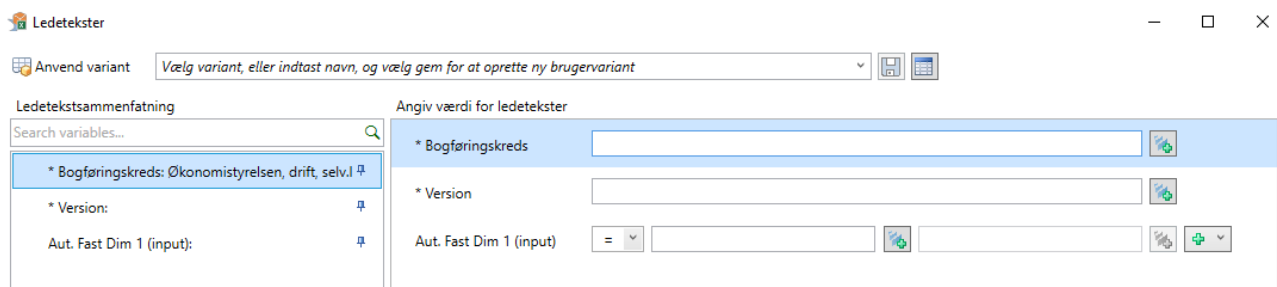 Ledetekster
Anvend variant
Vælg variant, eller indtast navn, og vælg gem for at oprette ny brugervariant
Ledetekstsammenfatning
Angiv værdi for ledetekster
Search variables...
* Bogføringskreds: Økonomistyrelsen, drift, selv.l
* Bogføringskreds
* Version:
* Version
Aut. Fast Dim 1 (input):
Aut. Fast Dim 1 (input)
=